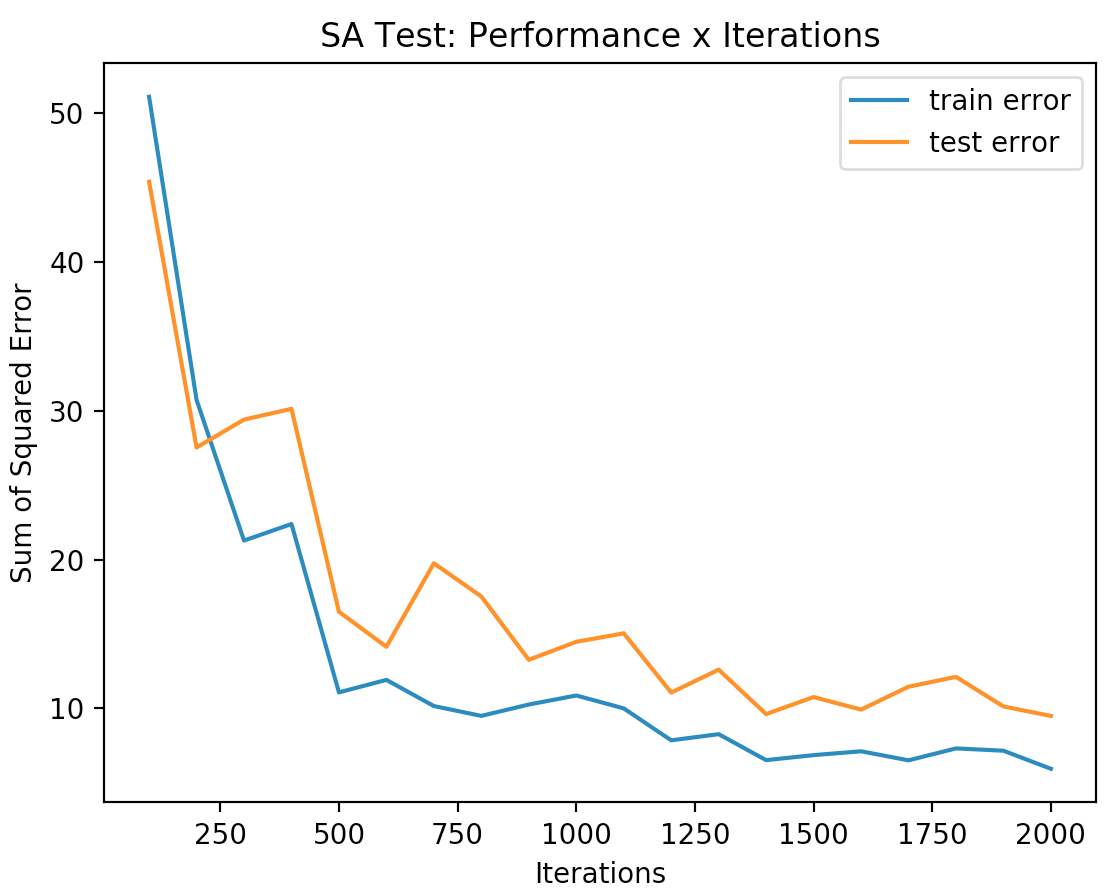 SA Test: Performance x Iterations
train error
test error
Sum of Squared Error
50
40
30
20
10
250 500 750 1000 1250 1500 1750 2000
Iterations